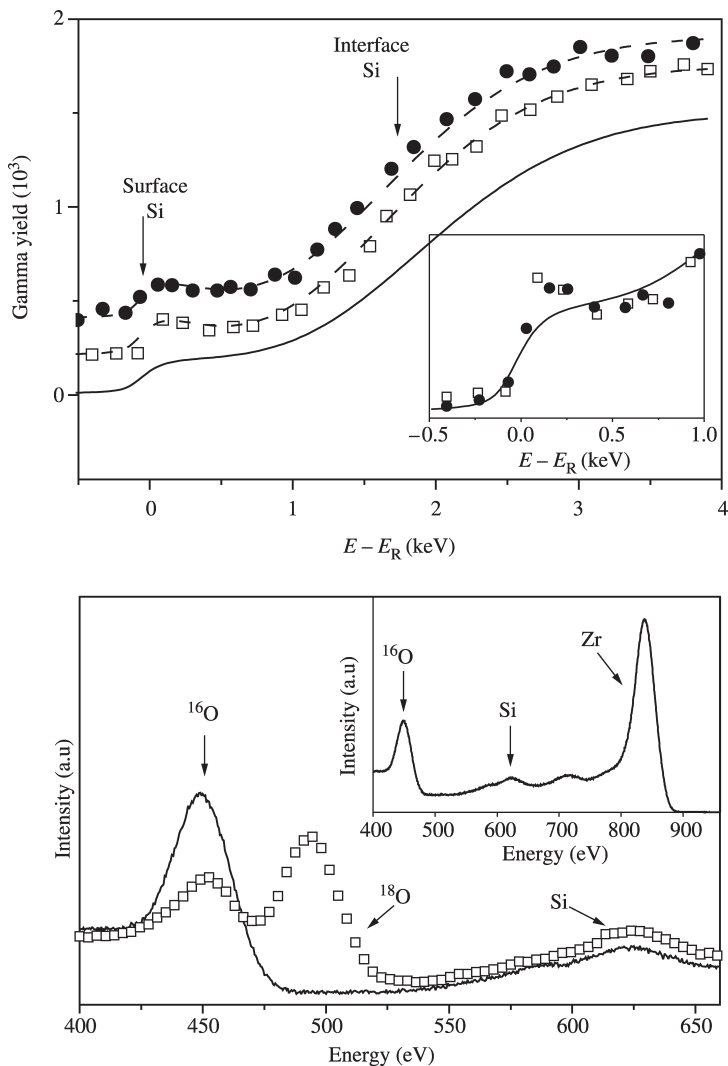 2
Interface
Si
Gamma yield (10³)
Surface
Si
1
0
−0.5 0.0 0.5 1.0
E – E_R (keV)
0 1 2 3 4
E – E_R (keV)
¹⁶O
Zr
Si
Intensity (a.u)
400 500 600 700 800 900
Energy (eV)
¹⁶O
Intensity (a.u)
¹⁸O
Si
400 450 500 550 600 650
Energy (eV)